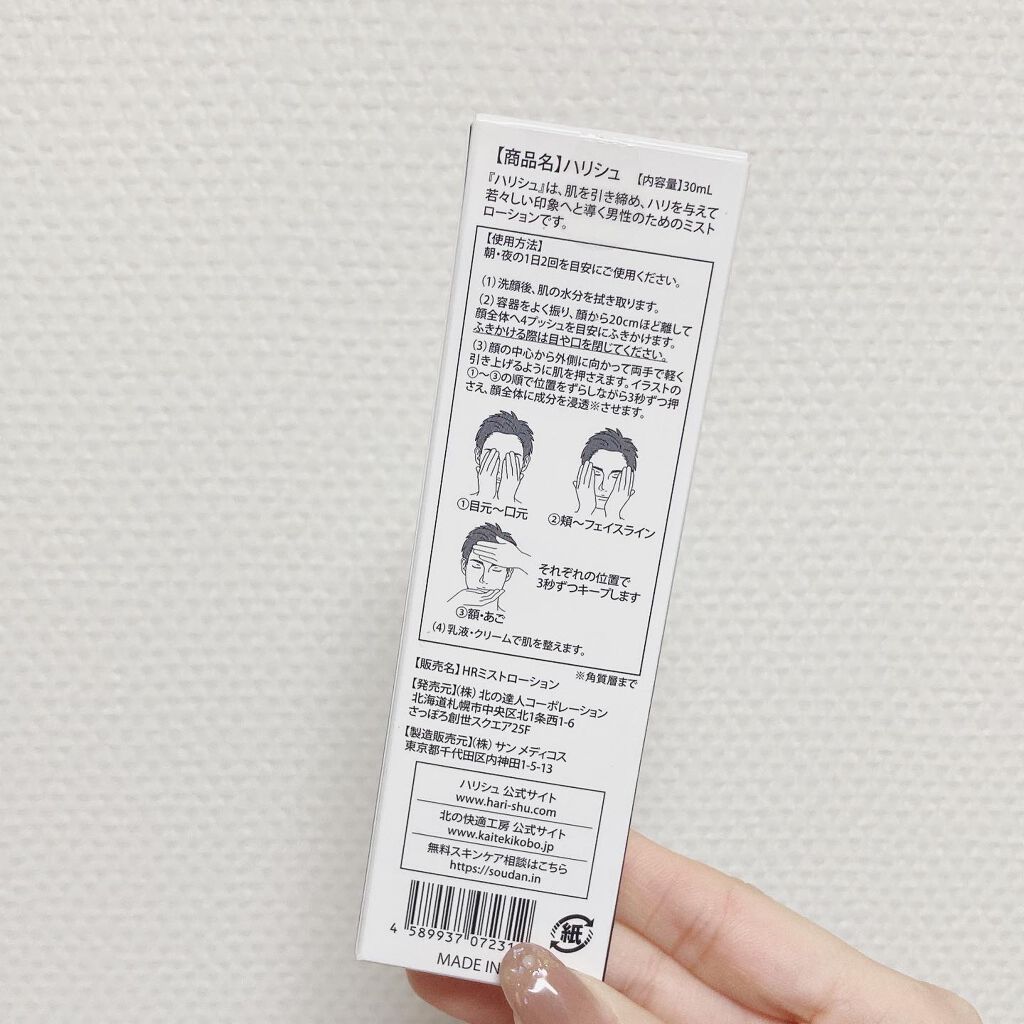 【商品名】ハリシュ 【内容量】30mL
『ハリシュ』は、肌を引き締め、ハリを与えて
若々しい印象へと導く男性のためのミスト
ローションです。
【使用方法】
朝・夜の1日2回を目安にご使用ください。
(1)洗顔後、肌の水分を拭き取ります。
(2)容器をよく振り、顔から20cmほど離して
顔全体へ4プッシュを目安にふきかけます。
ふきかける際は目や口を閉じてください。
(3)顔の中心から外側に向かって両手で軽く
引き上げるように肌を押さえます。イラストの
①〜③の順で位置をずらしながら3秒ずつ押
さえ、顔全体に成分を浸透※させます。
①目元〜口元
②頬〜フェイスライン
それぞれの位置で
3秒ずつキープします
③額・あご
(4)乳液・クリームで肌を整えます。
※角質層まで
【販売名】HRミストローション
【発売元】(株)北の達人コーポレーション
北海道札幌市中央区北1条西1-6
さっぽろ創世スクエア25F
【製造販売元】(株)サン メディコス
東京都千代田区内神田1-5-13
ハリシュ 公式サイト
www.hari-shu.com
北の快適工房 公式サイト
www.kaitekikobo.jp
無料スキンケア相談はこちら
https://soudan.in
4 589937 07231
紙
MADE IN